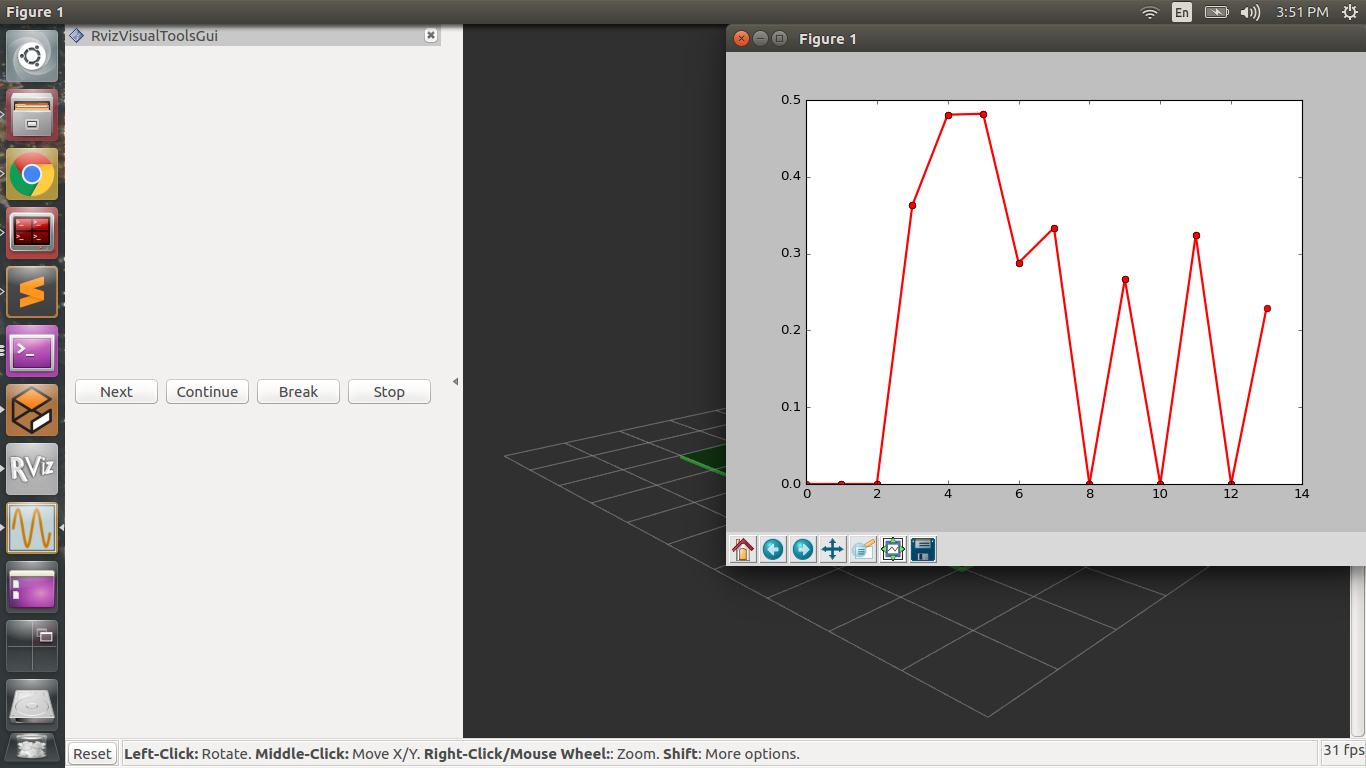 Figure 1
En
3:51 PM
RvizVisualToolsGui
Figure 1
0.5
0.4
0.3
0.2
0.1
0.0
0 2 4 6 8 10 12 14
Next Continue Break Stop
RViz
Reset Left-Click: Rotate. Middle-Click: Move X/Y. Right-Click/Mouse Wheel:: Zoom. Shift: More options. 31 fps